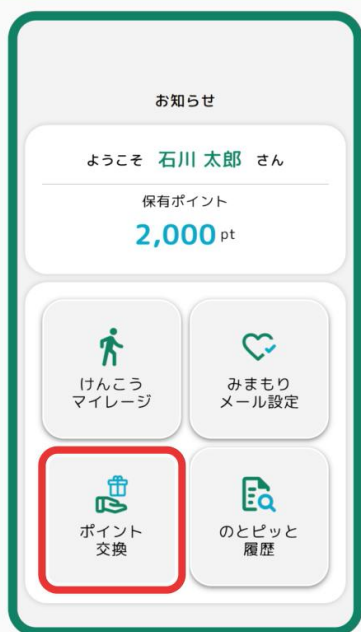 お知らせ
ようこそ 石川 太郎 さん
保有ポイント
2,000 pt
けんこう
マイレージ
みまもり
メール設定
ポイント
交換
のとピッと
履歴